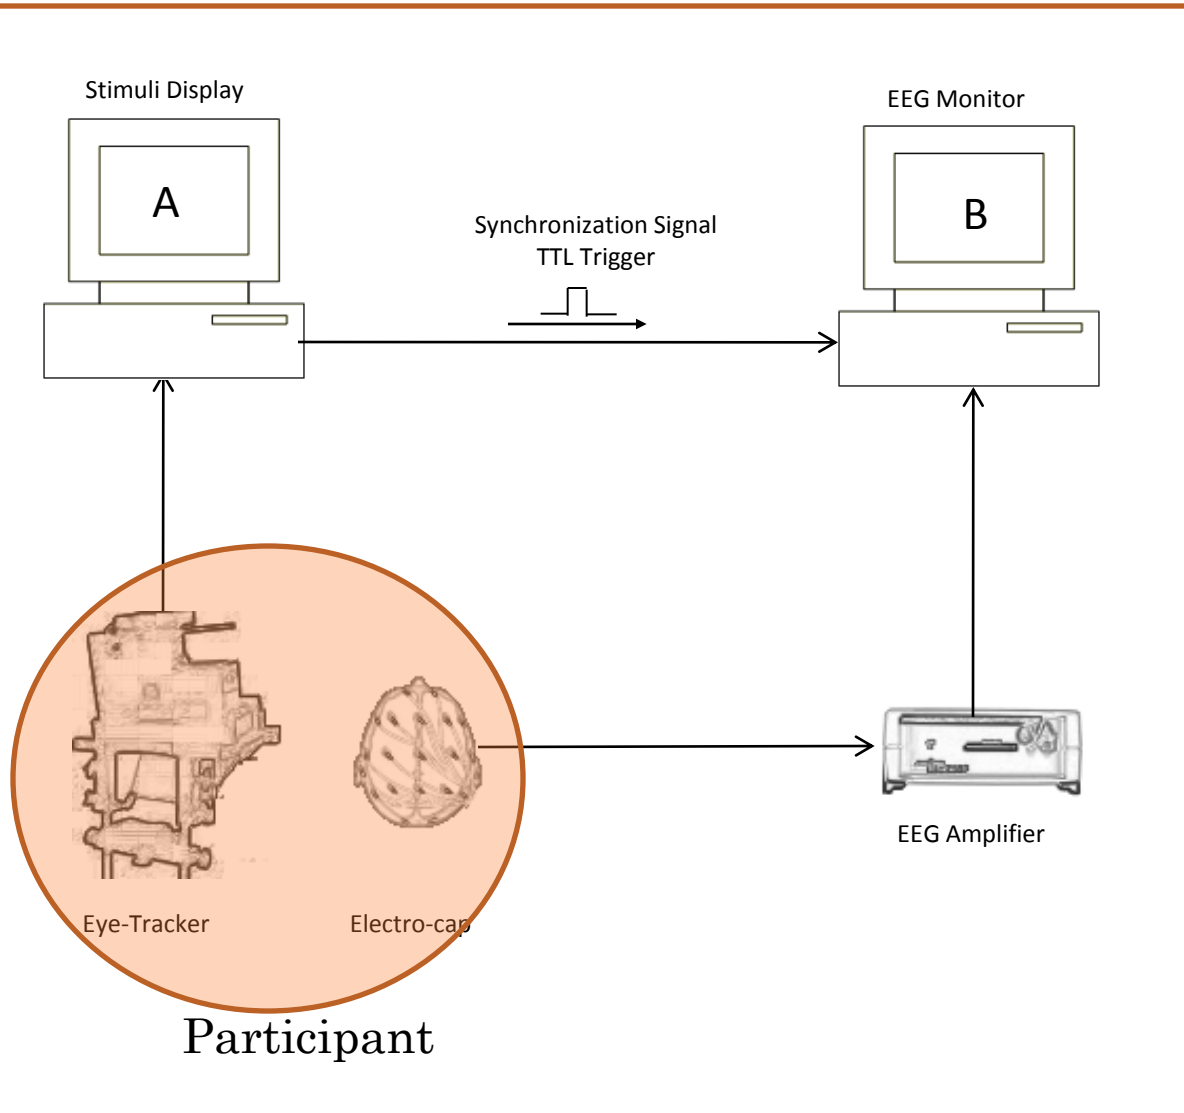 Stimuli Display
EEG Monitor
A
B
Synchronization Signal
TTL Trigger
EEG Amplifier
Eye-Tracker
Electro-cap
Participant